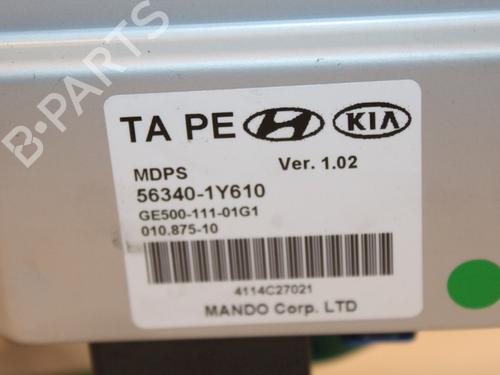 B-PARTS
TA PE KIA
MDPS Ver. 1.02
56340-1Y610
GE500-111-01G1
010.875-10
4114C27021
MANDO Corp. LTD